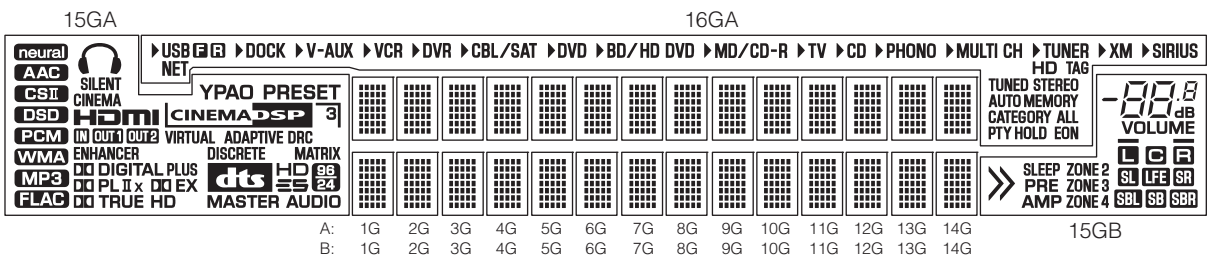 15GA 16GA
▶USB F R ▶DOCK ▶V-AUX ▶VCR ▶DVR ▶CBL/SAT ▶DVD ▶BD/HD DVD ▶MD/CD-R ▶TV ▶CD ▶PHONO ▶MULTI CH ▶TUNER ▶XM ▶SIRIUS
NET HD TAG
neural
AAC
CSII
DSD
PCM
WMA
MP3
FLAC
SILENT
CINEMA
HDMI
IN OUT1 OUT2
YPAO PRESET
CINEMA DSP 3
VIRTUAL ADAPTIVE DRC
ENHANCER DISCRETE MATRIX
DIGITAL PLUS
PL IIx EX
TRUE HD
dts HD
ES 96
24
MASTER AUDIO
TUNED STEREO
AUTO MEMORY
CATEGORY ALL
PTY HOLD EON
-88.8
dB
VOLUME
L C R
SL LFE SR
SBL SB SBR
SLEEP ZONE 2
PRE ZONE 3
AMP ZONE 4
A: 1G 2G 3G 4G 5G 6G 7G 8G 9G 10G 11G 12G 13G 14G
B: 1G 2G 3G 4G 5G 6G 7G 8G 9G 10G 11G 12G 13G 14G
15GB